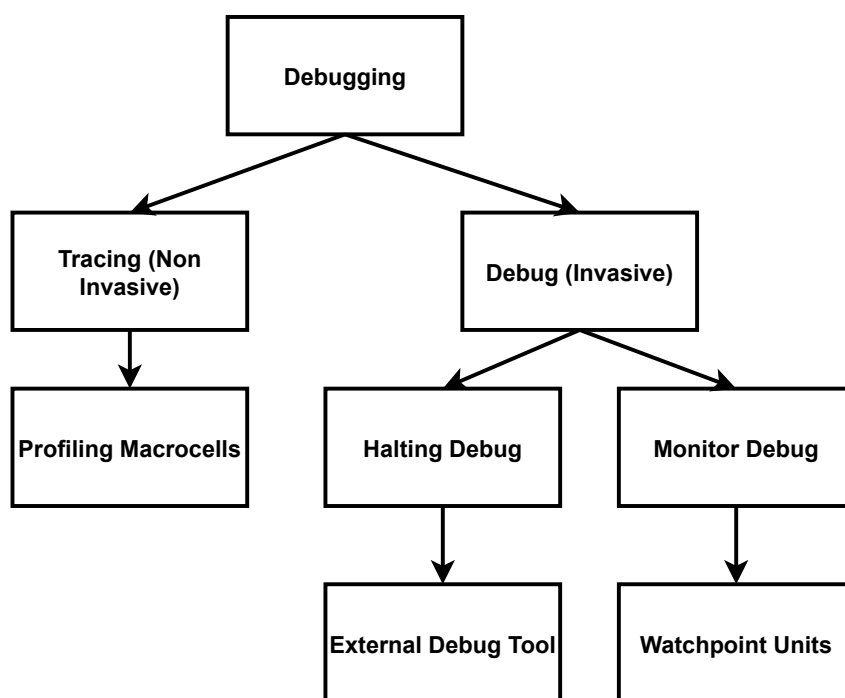 Debugging
Tracing (Non
Invasive)
Debug (Invasive)
Profiling Macrocells
Halting Debug
Monitor Debug
External Debug Tool
Watchpoint Units